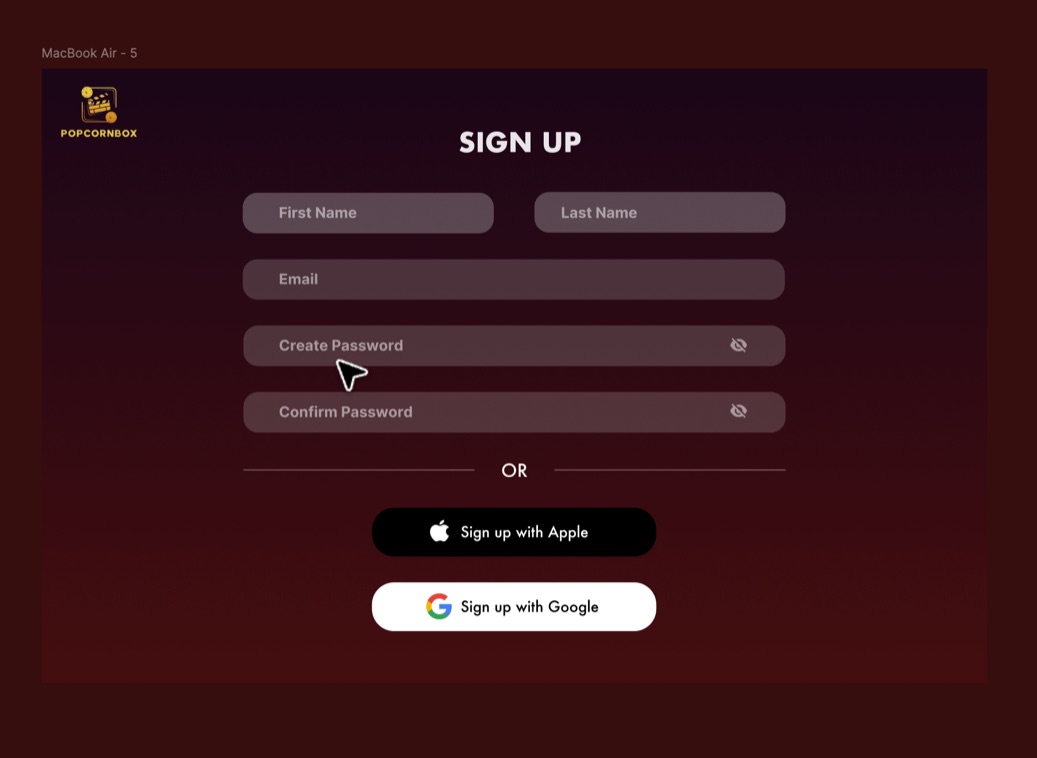 MacBook Air - 5
POPCORNBOX
SIGN UP
First Name
Last Name
Email
Create Password
Confirm Password
OR
Sign up with Apple
Sign up with Google